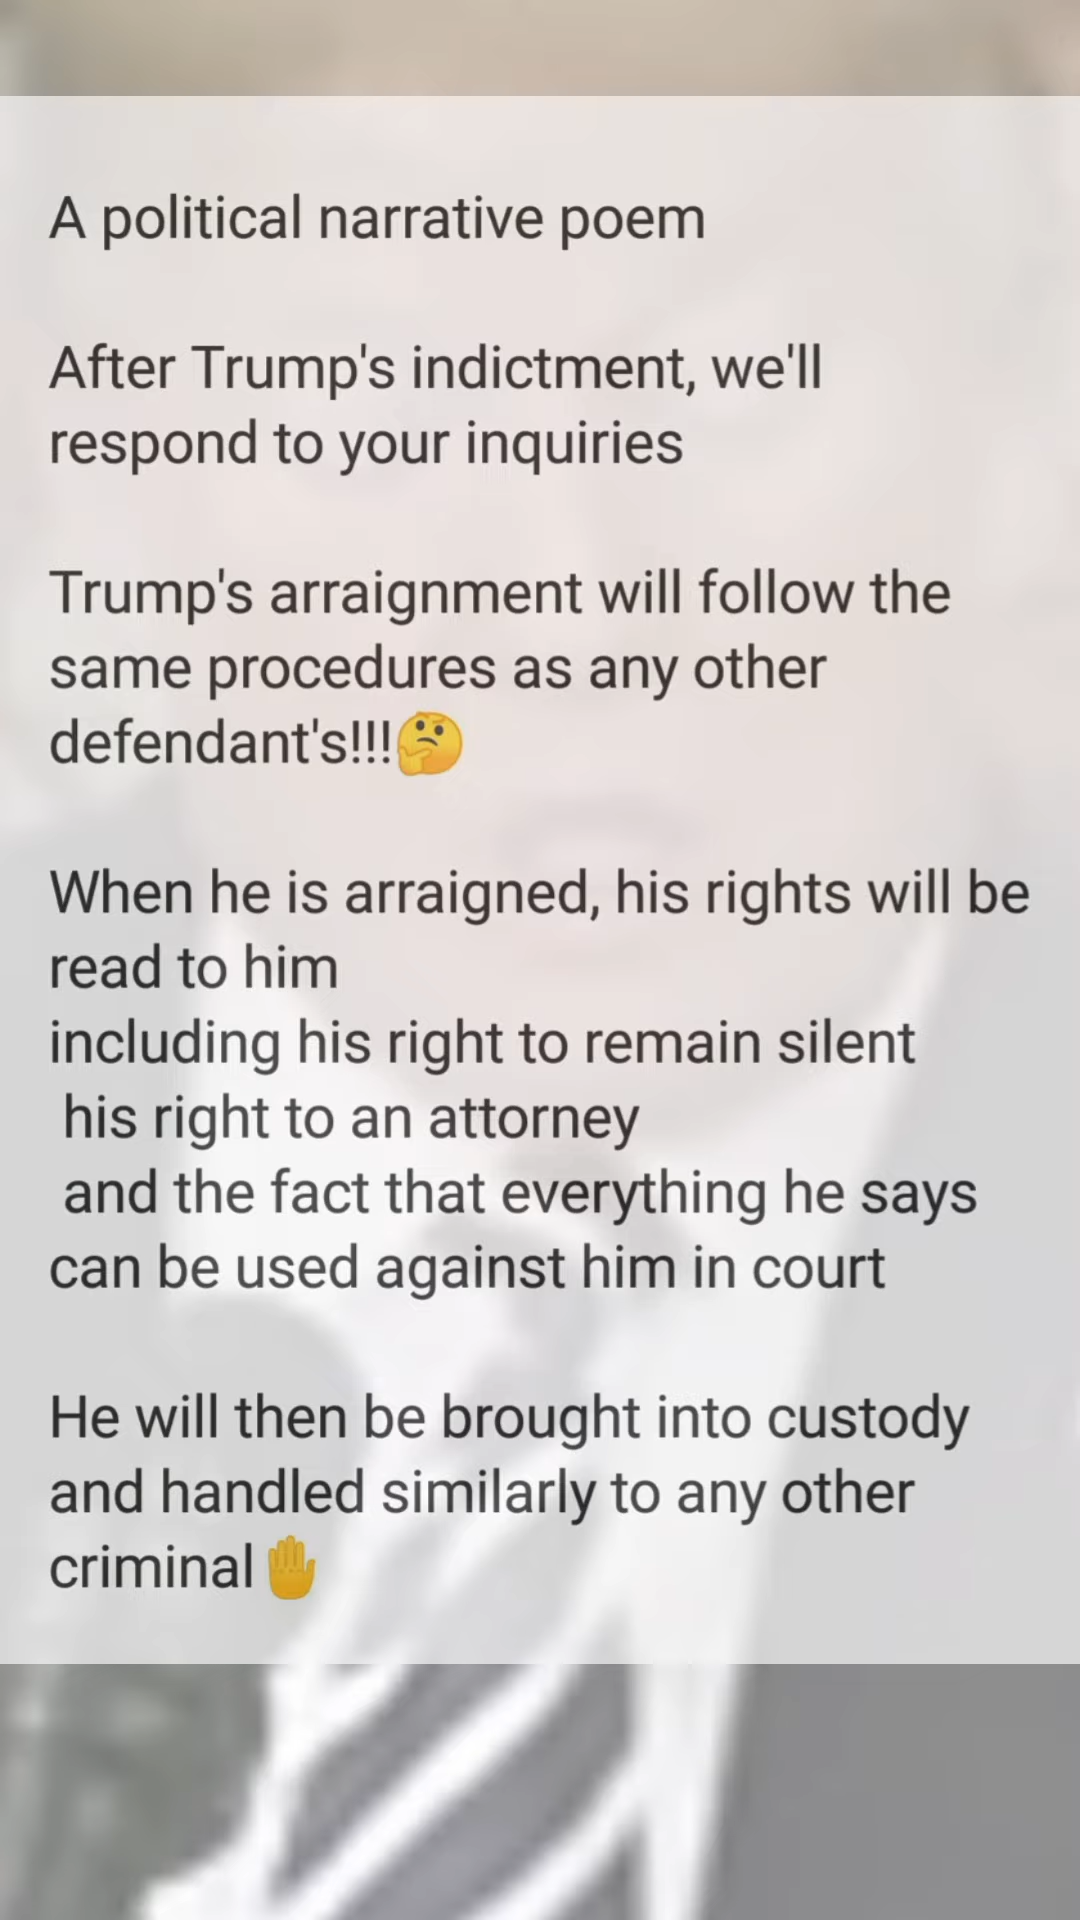 A political narrative poem
After Trump's indictment, we'll
respond to your inquiries
Trump's arraignment will follow the
same procedures as any other
defendant's!!!🤔
When he is arraigned, his rights will be
read to him
including his right to remain silent
his right to an attorney
and the fact that everything he says
can be used against him in court
He will then be brought into custody
and handled similarly to any other
criminal🤚